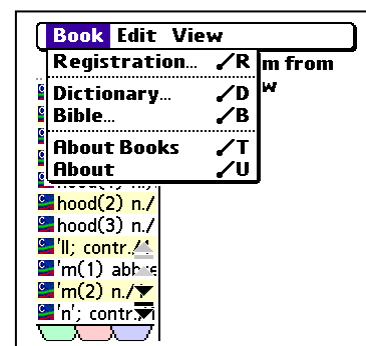 Book Edit View
Registration... /R m from
Dictionary... /D w
Bible... /B
About Books /T
About /U
hood(2) n./
hood(3) n./
'll; contr./
'm(1) abbre
'm(2) n./
'n'; contr./